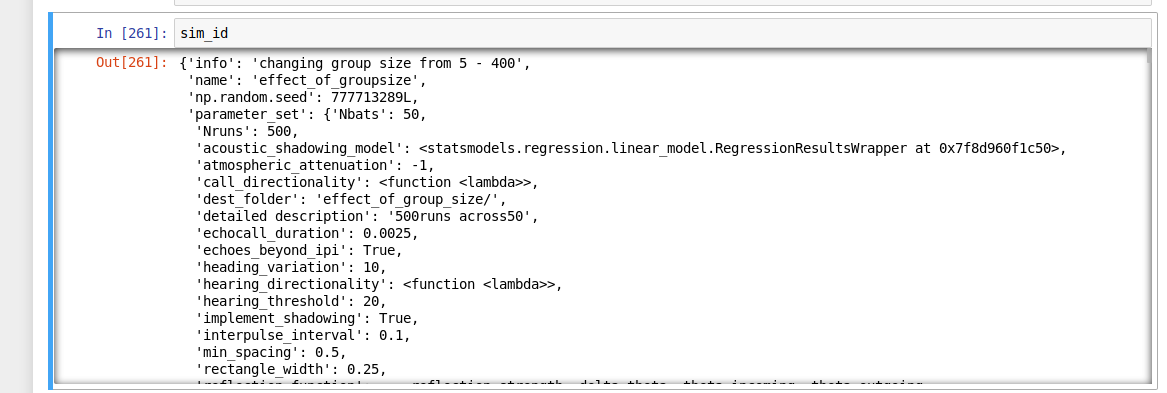 In [261]: sim_id
Out[261]: {'info': 'changing group size from 5 - 400',
'name': 'effect_of_groupsize',
'np.random.seed': 777713289L,
'parameter_set': {'Nbats': 50,
'Nruns': 500,
'acoustic_shadowing_model': <statsmodels.regression.linear_model.RegressionResultsWrapper at 0x7f8d960f1c50>,
'atmospheric_attenuation': -1,
'call_directionality': <function <lambda>>,
'dest_folder': 'effect_of_group_size/',
'detailed description': '500runs across50',
'echocall_duration': 0.0025,
'echoes_beyond_ipi': True,
'heading_variation': 10,
'hearing_directionality': <function <lambda>>,
'hearing_threshold': 20,
'implement_shadowing': True,
'interpulse_interval': 0.1,
'min_spacing': 0.5,
'rectangle_width': 0.25,